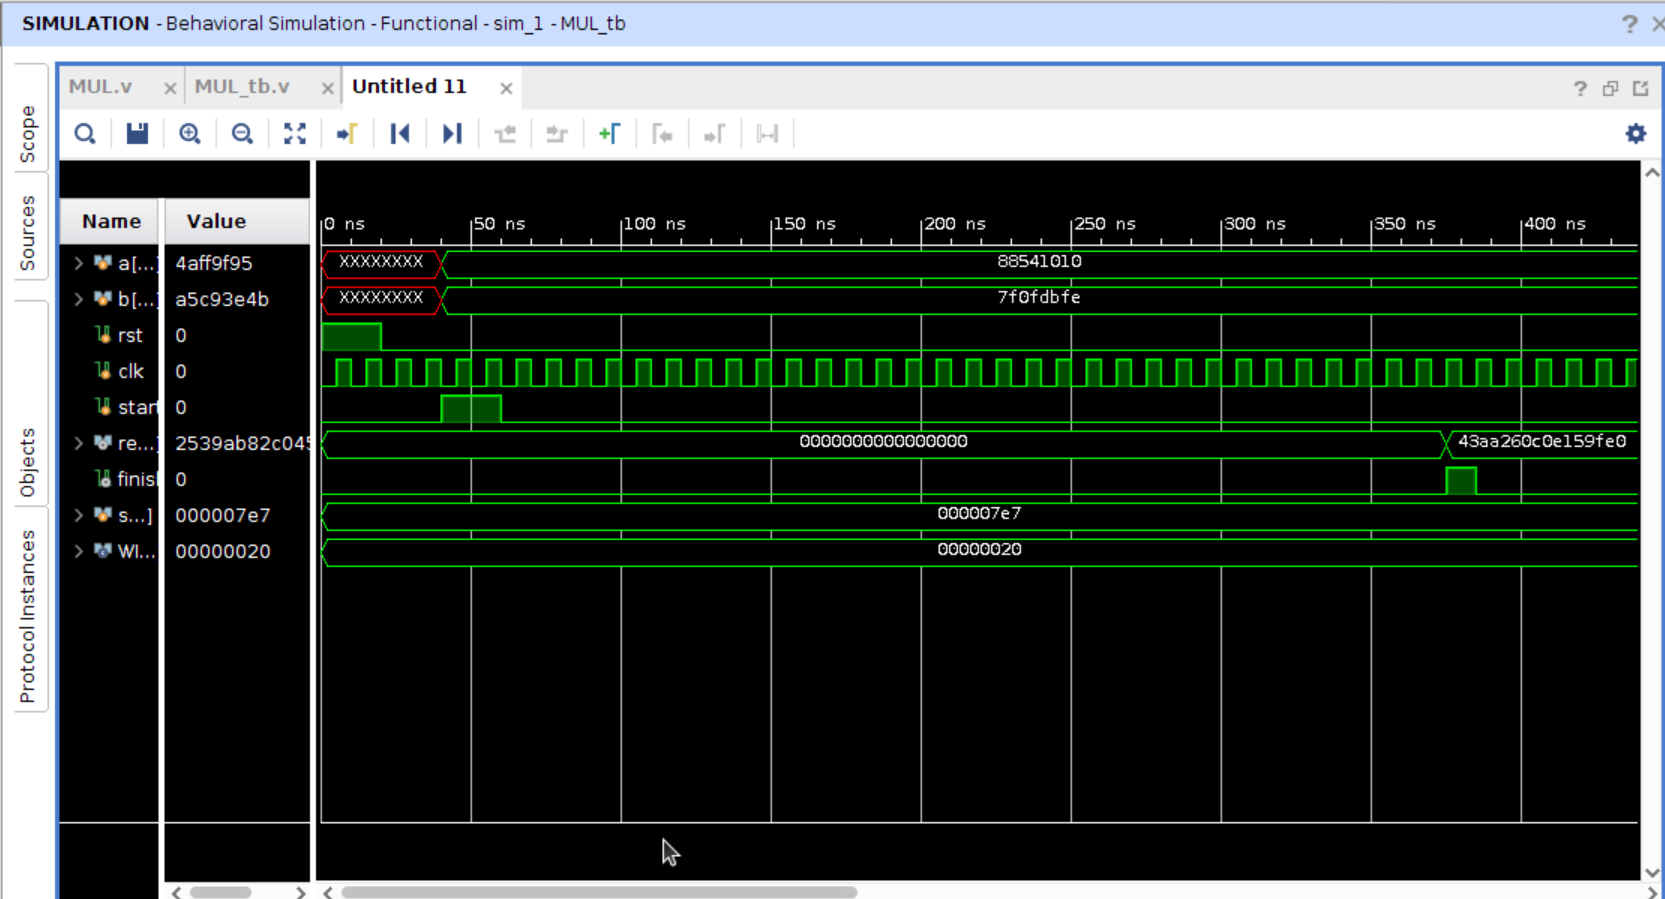 SIMULATION - Behavioral Simulation - Functional - sim_1 - MUL_tb ? ×
MUL.v × MUL_tb.v × Untitled 11 × ?
Scope
Sources
Objects
Protocol Instances
Name Value
0 ns 50 ns 100 ns 150 ns 200 ns 250 ns 300 ns 350 ns 400 ns
a[...] 4aff9f95 XXXXXXXX 88541010
b[...] a5c93e4b XXXXXXXX 7f0fdbfe
rst 0
clk 0
start 0
re...] 2539ab82c045 0000000000000000 43aa260c0e159fe0
finish 0
s...] 000007e7 000007e7
WI... 00000020 00000020